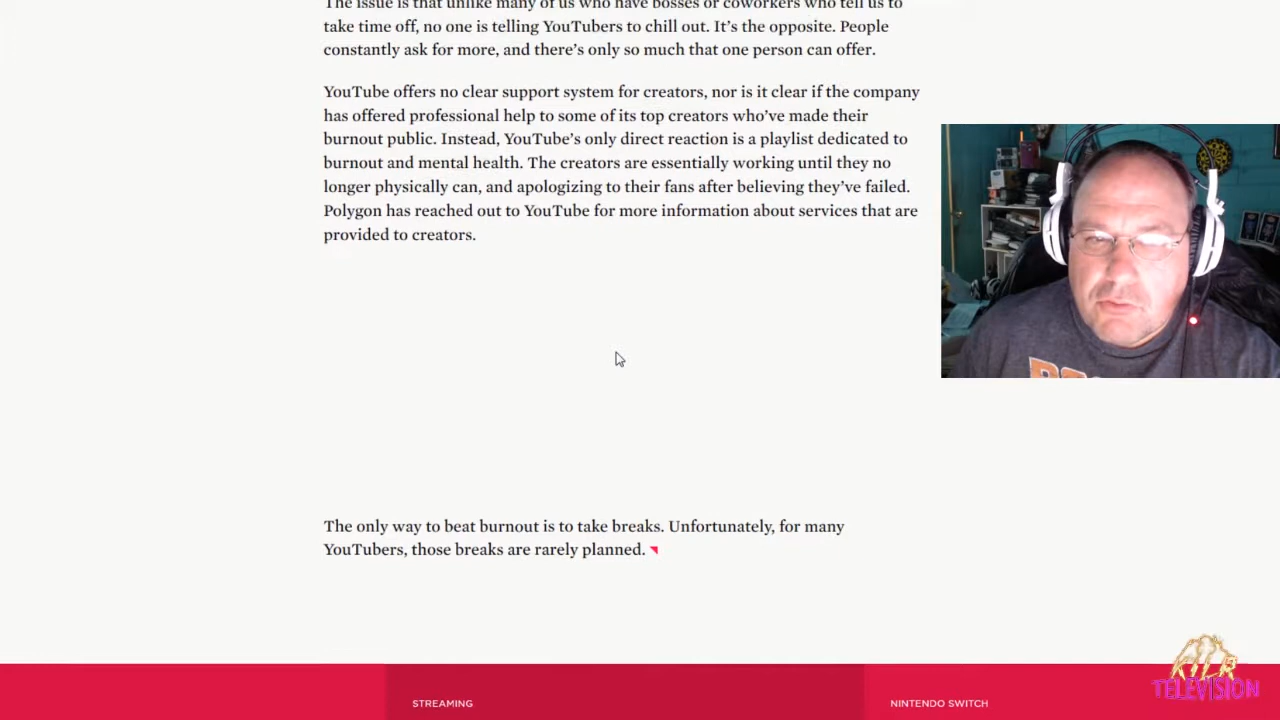 The issue is that unlike many of us who have bosses or coworkers who tell us to
take time off, no one is telling YouTubers to chill out. It’s the opposite. People
constantly ask for more, and there’s only so much that one person can offer.
YouTube offers no clear support system for creators, nor is it clear if the company
has offered professional help to some of its top creators who’ve made their
burnout public. Instead, YouTube’s only direct reaction is a playlist dedicated to
burnout and mental health. The creators are essentially working until they no
longer physically can, and apologizing to their fans after believing they’ve failed.
Polygon has reached out to YouTube for more information about services that are
provided to creators.
The only way to beat burnout is to take breaks. Unfortunately, for many
YouTubers, those breaks are rarely planned.
STREAMING
NINTENDO SWITCH
KILR
TELEVISION